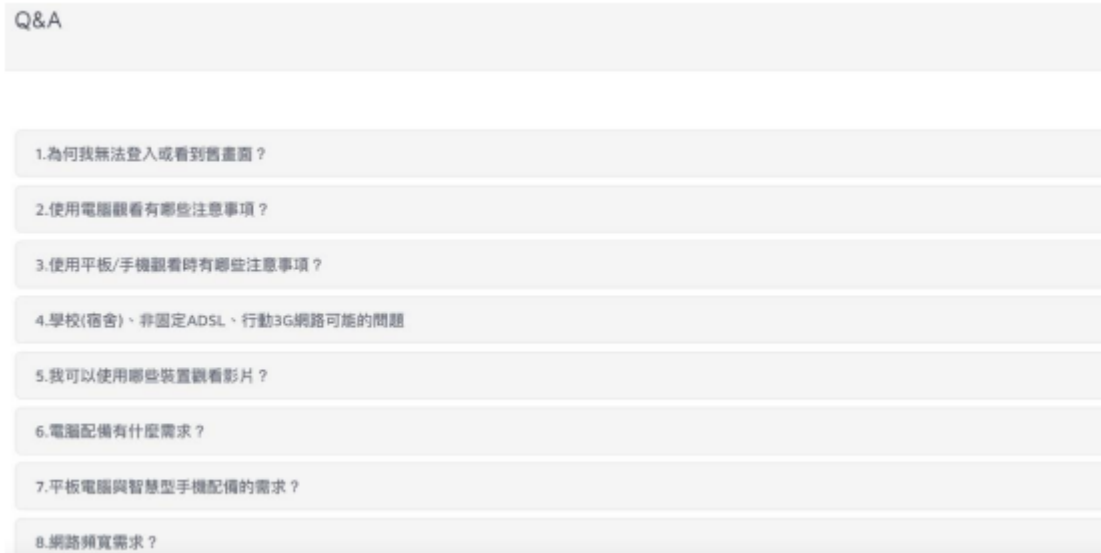 Q&A
1.為何我無法登入或看到舊畫面？
2.使用電腦觀看有哪些注意事項？
3.使用平板/手機觀看時有哪些注意事項？
4.學校(宿舍)、非固定ADSL、行動3G網路可能的問題
5.我可以使用哪些裝置觀看影片？
6.電腦配備有什麼需求？
7.平板電腦與智慧型手機配備的需求？
8.網路頻寬需求？